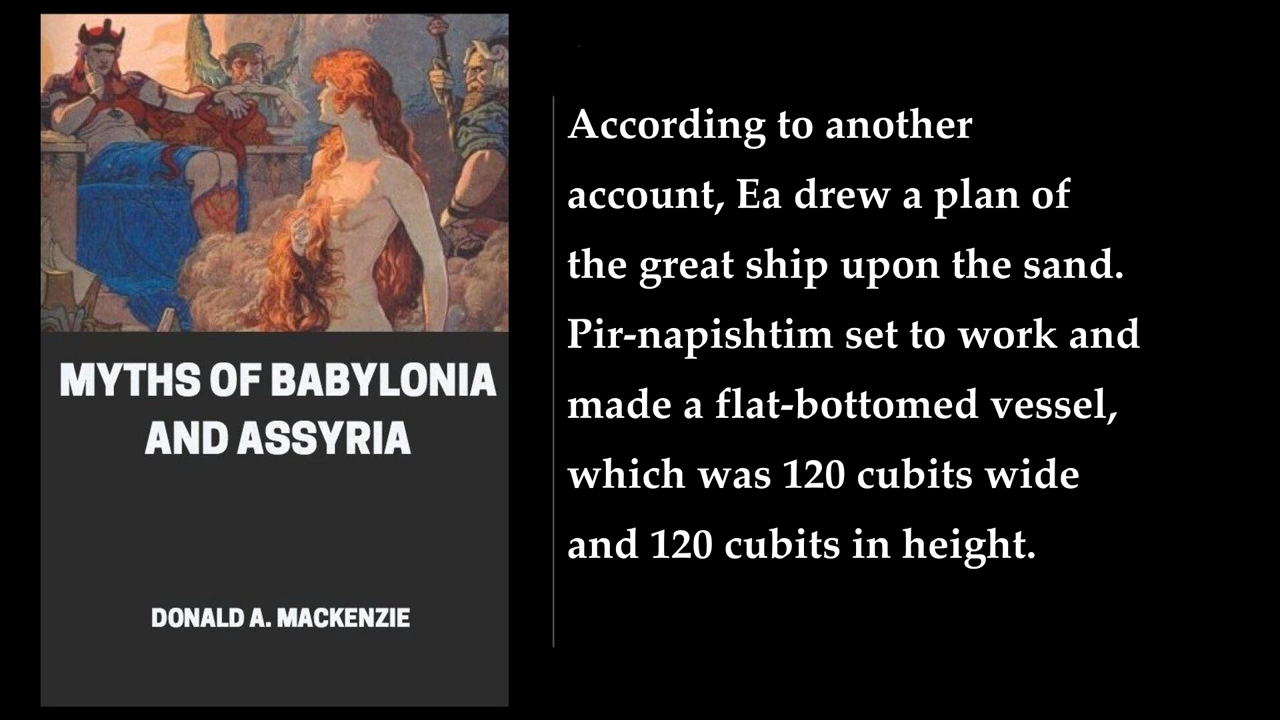 MYTHS OF BABYLONIA
AND ASSYRIA
DONALD A. MACKENZIE
According to another
account, Ea drew a plan of
the great ship upon the sand.
Pir-napishtim set to work and
made a flat-bottomed vessel,
which was 120 cubits wide
and 120 cubits in height.